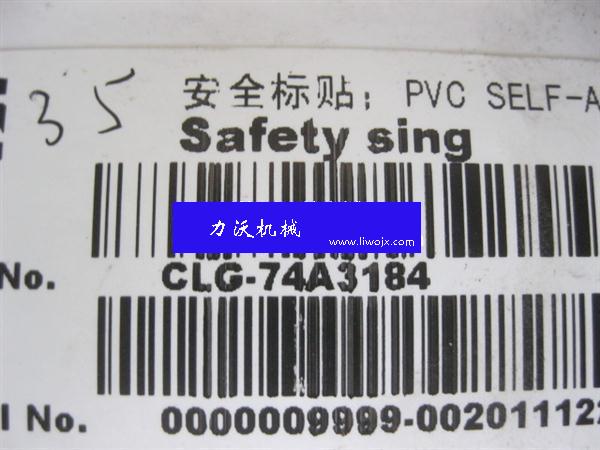 35
安全标贴: PVC SELF-A
Safety sing
力沃机械
www.liwojx.com
No.
CLG-74A3184
l No.
0000009999-002011122